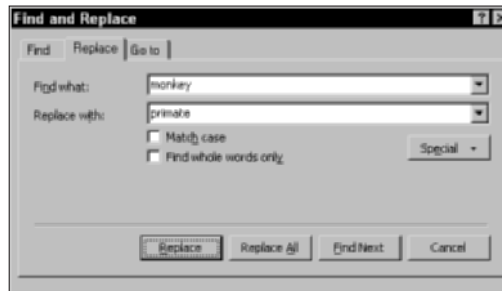 Find and Replace
Find Replace Go to
Find what: monkey
Replace with: primate
Match case
Find whole words only
Special
Replace Replace All Find Next Cancel